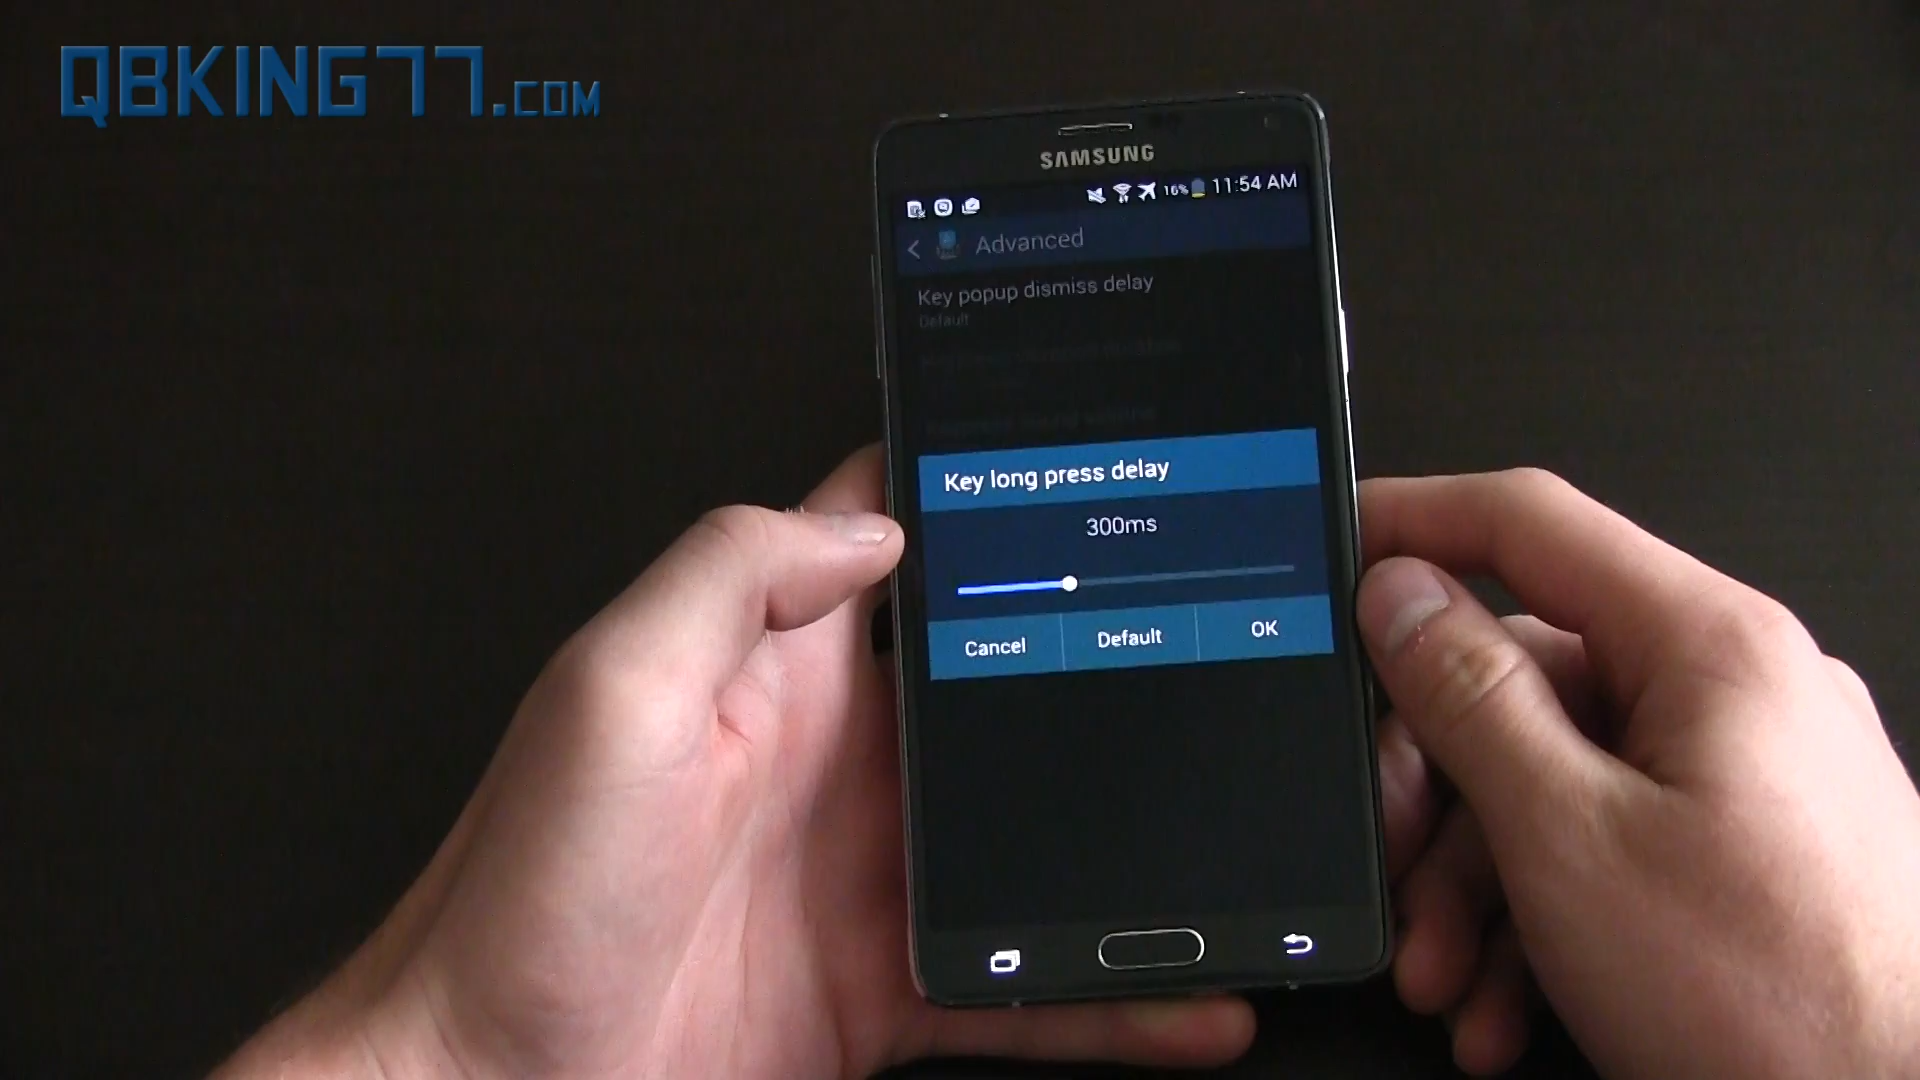 QBKING77.COM
SAMSUNG
16% 11:54 AM
Advanced
Key popup dismiss delay
Default
Key long press delay
300ms
Cancel Default OK